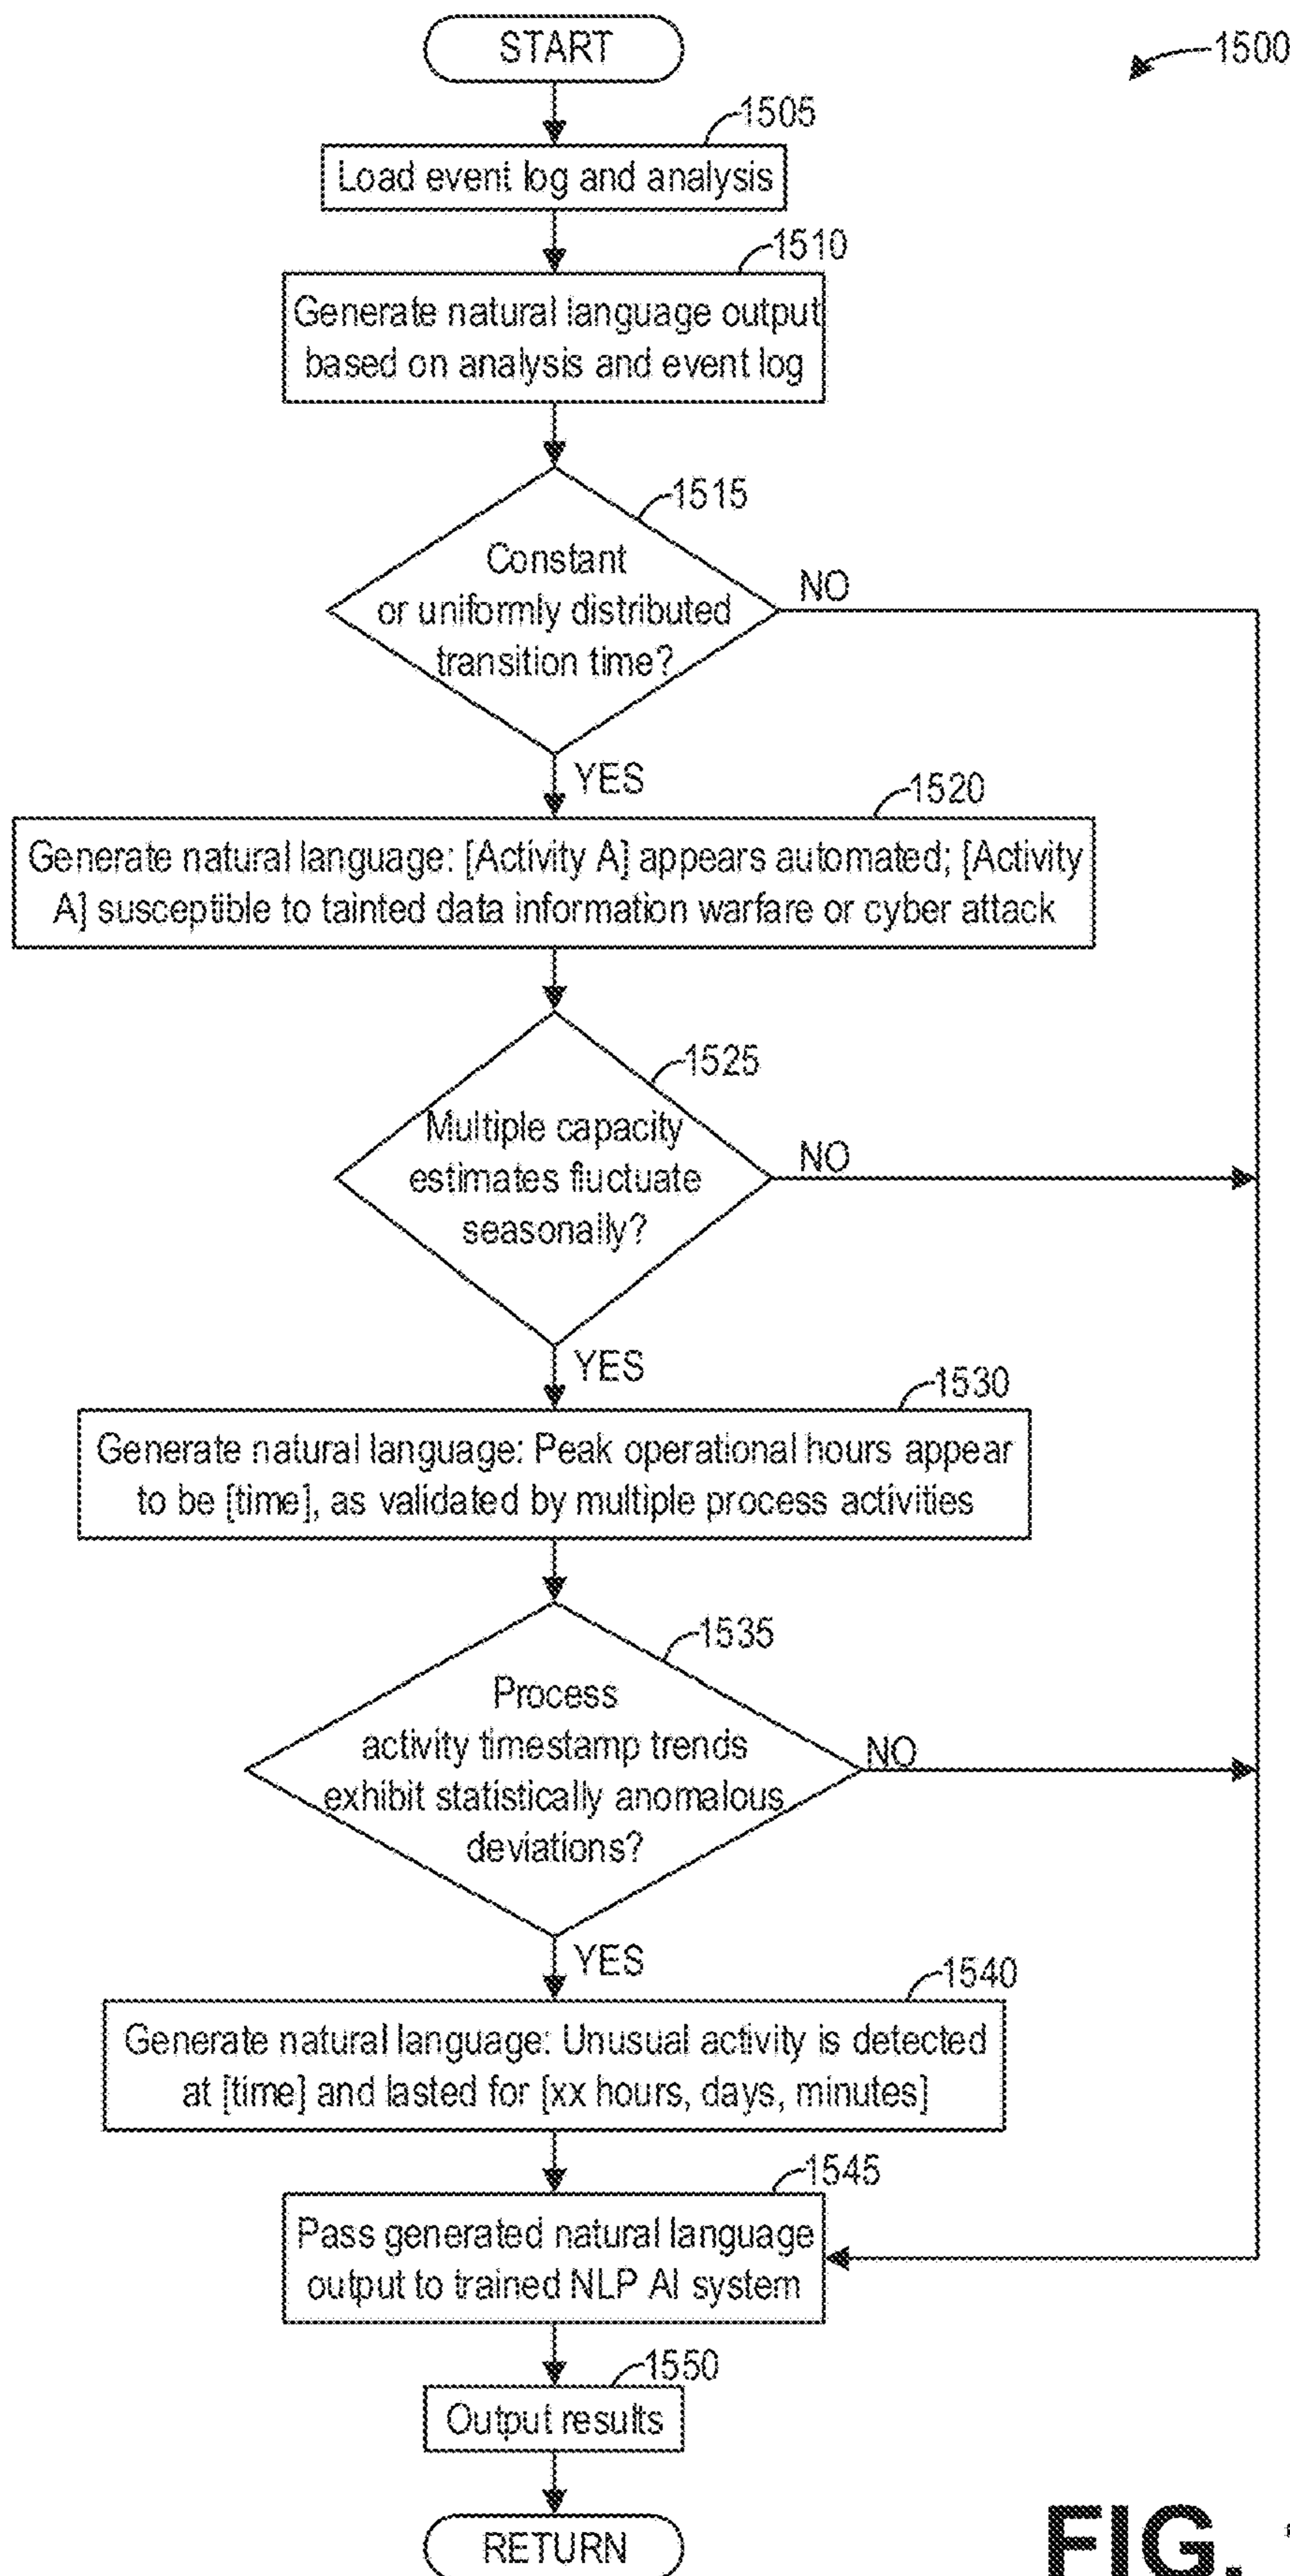 START
1500
1505
Load event log and analysis
1510
Generate natural language output
based on analysis and event log
1515
Constant
or uniformly distributed
transition time?
NO
YES
1520
Generate natural language: [Activity A] appears automated; [Activity
A] susceptible to tainted data information warfare or cyber attack
1525
Multiple capacity
estimates fluctuate
seasonally?
NO
YES
1530
Generate natural language: Peak operational hours appear
to be [time], as validated by multiple process activities
1535
Process
activity timestamp trends
exhibit statistically anomalous
deviations?
NO
YES
1540
Generate natural language: Unusual activity is detected
at [time] and lasted for [xx hours, days, minutes]
1545
Pass generated natural language
output to trained NLP AI system
1550
Output results
RETURN
FIG.